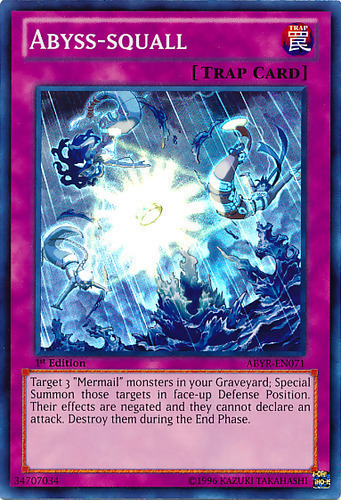 ABYSS-SQUALL
TRAP
罠
[TRAP CARD]
1st Edition
ABYR-EN071
Target 3 "Mermail" monsters in your Graveyard; Special
Summon those targets in face-up Defense Position.
Their effects are negated and they cannot declare an
attack. Destroy them during the End Phase.
34707034
©1996 KAZUKI TAKAHASHI